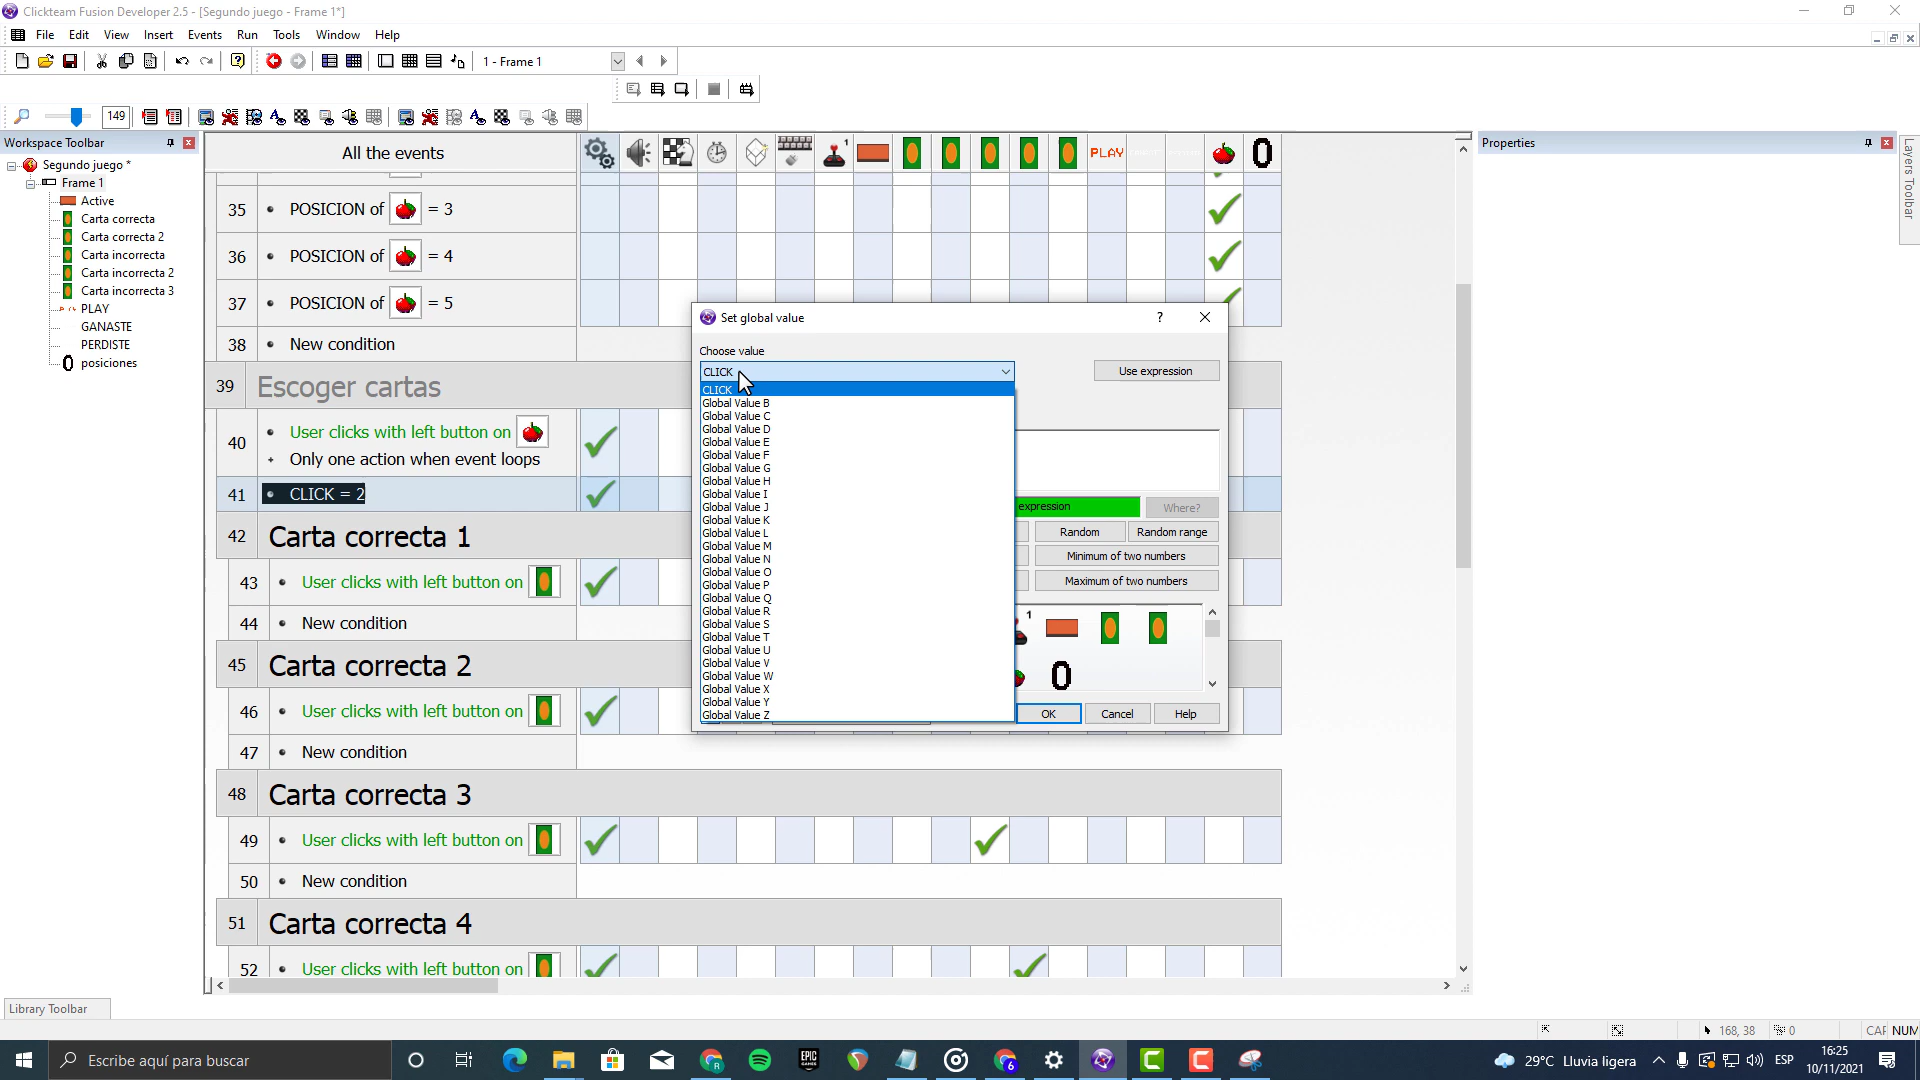 Clickteam Fusion Developer 2.5 - [Segundo juego - Frame 1*]
File Edit View Insert Events Run Tools Window Help
1 - Frame 1
149
Workspace Toolbar
Segundo juego *
Frame 1
Active
Carta correcta
Carta correcta 2
Carta incorrecta
Carta incorrecta 2
Carta incorrecta 3
PLAY
GANASTE
PERDISTE
posiciones
All the events
1
PLAY
0
35 POSICION of = 3
36 POSICION of = 4
37 POSICION of = 5
38 New condition
39 Escoger cartas
40 User clicks with left button on
Only one action when event loops
41 CLICK = 2
42 Carta correcta 1
43 User clicks with left button on
44 New condition
45 Carta correcta 2
46 User clicks with left button on
47 New condition
48 Carta correcta 3
49 User clicks with left button on
50 New condition
51 Carta correcta 4
52 User clicks with left button on
Set global value
?
Choose value
CLICK
Use expression
CLICK
Global Value B
Global Value C
Global Value D
Global Value E
Global Value F
Global Value G
Global Value H
Global Value I
Global Value J
Global Value K
Global Value L
Global Value M
Global Value N
Global Value O
Global Value P
Global Value Q
Global Value R
Global Value S
Global Value T
Global Value U
Global Value V
Global Value W
Global Value X
Global Value Y
Global Value Z
expression Where?
Random Random range
Minimum of two numbers
Maximum of two numbers
1
0
OK Cancel Help
Properties
Layers Toolbar
Library Toolbar
168, 38 0 CAP NUM
Escribe aquí para buscar
EPIC GAMES
29°C Lluvia ligera
ESP
16:25
10/11/2021